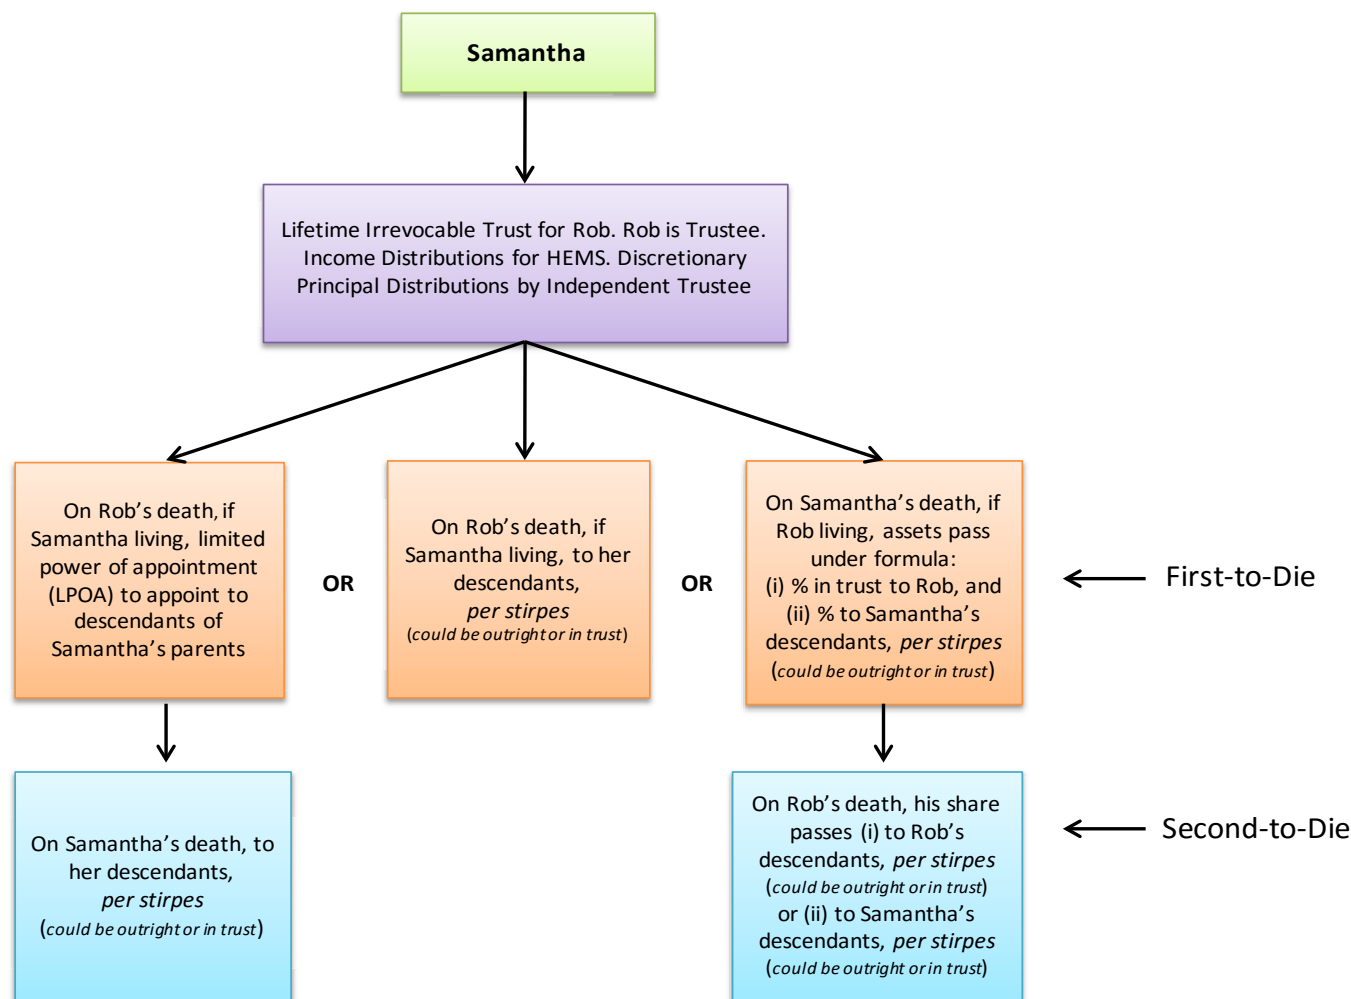 Samantha
Lifetime Irrevocable Trust for Rob. Rob is Trustee.
Income Distributions for HEMS. Discretionary
Principal Distributions by Independent Trustee
On Rob’s death, if
Samantha living, limited
power of appointment
(LPOA) to appoint to
descendants of
Samantha’s parents
OR
On Rob’s death, if
Samantha living, to her
descendants,
per stirpes
(could be outright or in trust)
OR
On Samantha’s death, if
Rob living, assets pass
under formula:
(i) % in trust to Rob, and
(ii) % to Samantha’s
descendants, per stirpes
(could be outright or in trust)
First-to-Die
On Samantha’s death, to
her descendants,
per stirpes
(could be outright or in trust)
On Rob’s death, his share
passes (i) to Rob’s
descendants, per stirpes
(could be outright or in trust)
or (ii) to Samantha’s
descendants, per stirpes
(could be outright or in trust)
Second-to-Die